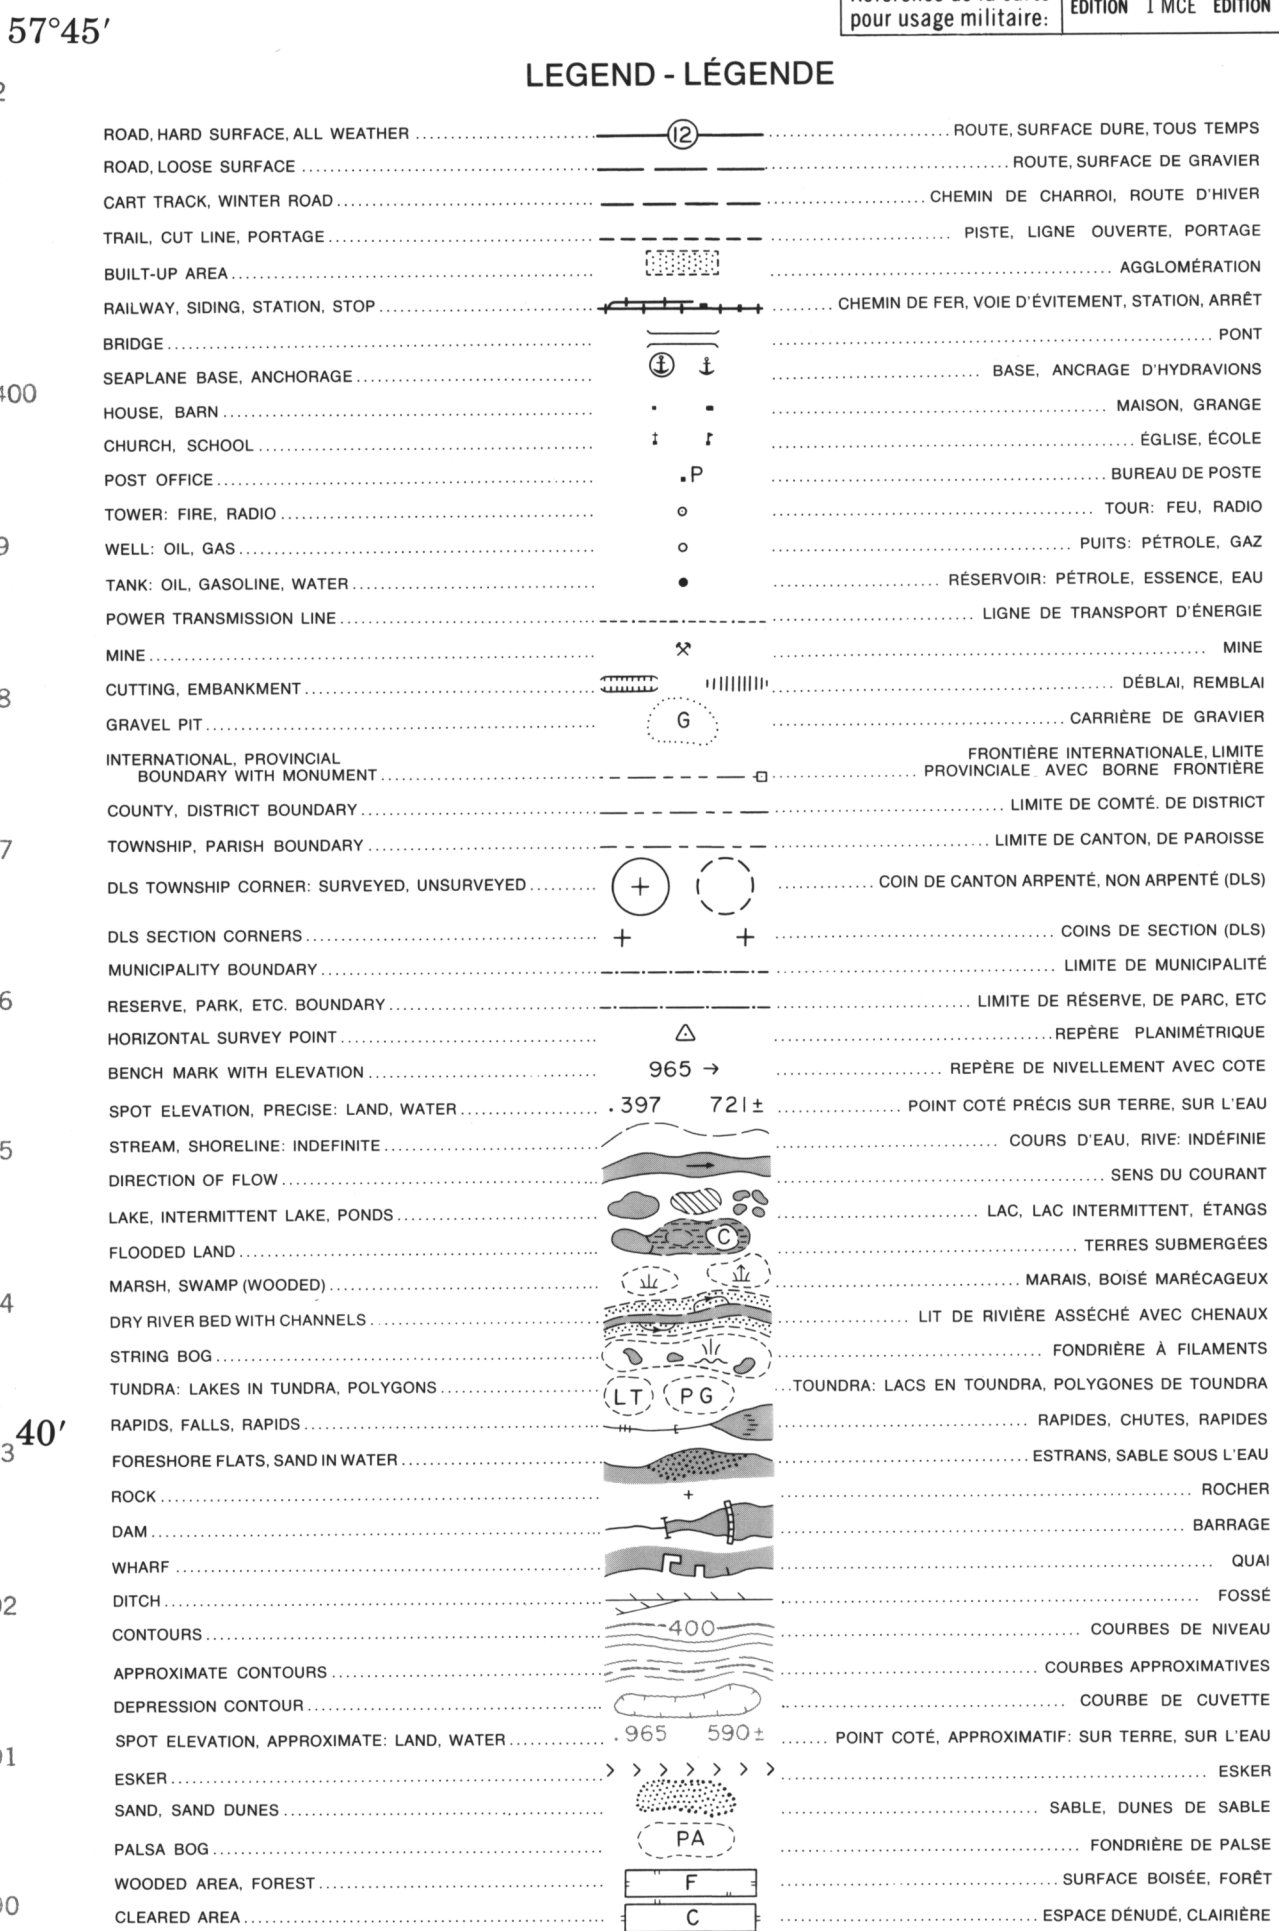 pour usage militaire:
EDITION 1 MCE EDITION
57°45′
LEGEND - LÉGENDE
2
ROAD, HARD SURFACE, ALL WEATHER 12 ROUTE, SURFACE DURE, TOUS TEMPS
ROAD, LOOSE SURFACE ROUTE, SURFACE DE GRAVIER
CART TRACK, WINTER ROAD CHEMIN DE CHARROI, ROUTE D'HIVER
TRAIL, CUT LINE, PORTAGE PISTE, LIGNE OUVERTE, PORTAGE
BUILT-UP AREA AGGLOMÉRATION
RAILWAY, SIDING, STATION, STOP CHEMIN DE FER, VOIE D'ÉVITEMENT, STATION, ARRÊT
BRIDGE PONT
SEAPLANE BASE, ANCHORAGE BASE, ANCRAGE D'HYDRAVIONS
400
HOUSE, BARN MAISON, GRANGE
CHURCH, SCHOOL ÉGLISE, ÉCOLE
POST OFFICE P BUREAU DE POSTE
TOWER: FIRE, RADIO TOUR: FEU, RADIO
9
WELL: OIL, GAS PUITS: PÉTROLE, GAZ
TANK: OIL, GASOLINE, WATER RÉSERVOIR: PÉTROLE, ESSENCE, EAU
POWER TRANSMISSION LINE LIGNE DE TRANSPORT D'ÉNERGIE
MINE MINE
8
CUTTING, EMBANKMENT DÉBLAI, REMBLAI
GRAVEL PIT G CARRIÈRE DE GRAVIER
INTERNATIONAL, PROVINCIAL FRONTIÈRE INTERNATIONALE, LIMITE
BOUNDARY WITH MONUMENT PROVINCIALE AVEC BORNE FRONTIÈRE
COUNTY, DISTRICT BOUNDARY LIMITE DE COMTÉ. DE DISTRICT
7
TOWNSHIP, PARISH BOUNDARY LIMITE DE CANTON, DE PAROISSE
DLS TOWNSHIP CORNER: SURVEYED, UNSURVEYED COIN DE CANTON ARPENTÉ, NON ARPENTÉ (DLS)
DLS SECTION CORNERS COINS DE SECTION (DLS)
MUNICIPALITY BOUNDARY LIMITE DE MUNICIPALITÉ
6
RESERVE, PARK, ETC. BOUNDARY LIMITE DE RÉSERVE, DE PARC, ETC
HORIZONTAL SURVEY POINT REPÈRE PLANIMÉTRIQUE
BENCH MARK WITH ELEVATION 965 → REPÈRE DE NIVELLEMENT AVEC COTE
SPOT ELEVATION, PRECISE: LAND, WATER .397 721± POINT COTÉ PRÉCIS SUR TERRE, SUR L'EAU
5
STREAM, SHORELINE: INDEFINITE COURS D'EAU, RIVE: INDÉFINIE
DIRECTION OF FLOW SENS DU COURANT
LAKE, INTERMITTENT LAKE, PONDS LAC, LAC INTERMITTENT, ÉTANGS
FLOODED LAND C TERRES SUBMERGÉES
MARSH, SWAMP (WOODED) MARAIS, BOISÉ MARÉCAGEUX
4
DRY RIVER BED WITH CHANNELS LIT DE RIVIÈRE ASSÉCHÉ AVEC CHENAUX
STRING BOG FONDRIÈRE À FILAMENTS
TUNDRA: LAKES IN TUNDRA, POLYGONS LT PG TOUNDRA: LACS EN TOUNDRA, POLYGONES DE TOUNDRA
RAPIDS, FALLS, RAPIDS RAPIDES, CHUTES, RAPIDES
40′
3
FORESHORE FLATS, SAND IN WATER ESTRANS, SABLE SOUS L'EAU
ROCK ROCHER
DAM BARRAGE
WHARF QUAI
02
DITCH FOSSÉ
CONTOURS 400 COURBES DE NIVEAU
APPROXIMATE CONTOURS COURBES APPROXIMATIVES
DEPRESSION CONTOUR COURBE DE CUVETTE
SPOT ELEVATION, APPROXIMATE: LAND, WATER .965 590± POINT COTÉ, APPROXIMATIF: SUR TERRE, SUR L'EAU
91
ESKER ESKER
SAND, SAND DUNES SABLE, DUNES DE SABLE
PALSA BOG PA FONDRIÈRE DE PALSE
WOODED AREA, FOREST F SURFACE BOISÉE, FORÊT
90
CLEARED AREA C ESPACE DÉNUDÉ, CLAIRIÈRE